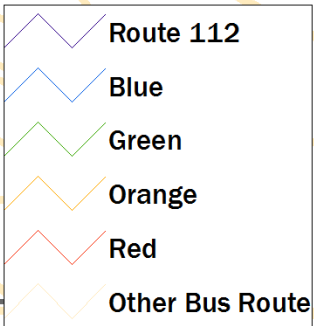 Route 112
Blue
Green
Orange
Red
Other Bus Route